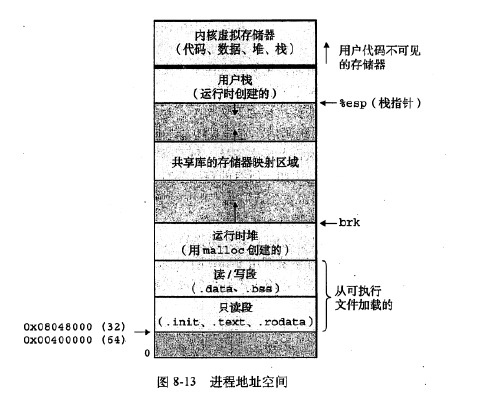 内核虚拟存储器
(代码、数据、堆、栈)
用户代码不可见
的存储器
用户栈
(运行时创建的)
%esp (栈指针)
共享库的存储器映射区域
brk
运行时堆
(用malloc创建的)
读/写段
(.data、.bss)
从可执行
文件加载的
只读段
(.init、.text、.rodata)
0x08048000 (32)
0x00400000 (64)
0
图 8-13 进程地址空间